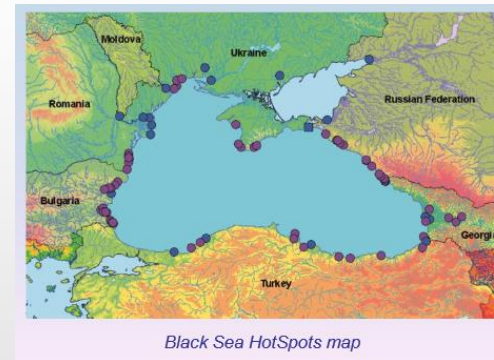 Moldova
Ukraine
Romania
Russian Federation
Bulgaria
Georgia
Turkey
Black Sea HotSpots map